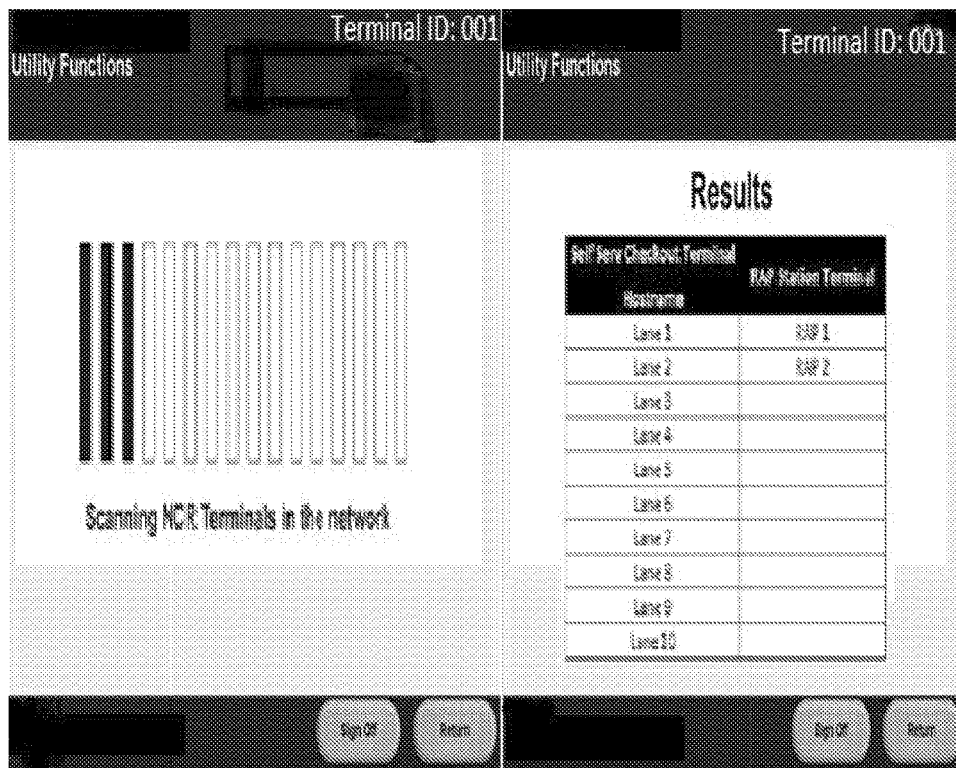 Terminal ID: 001
Utility Functions
Scanning NCR Terminals in the network
Sign Off
Return
Terminal ID: 001
Utility Functions
Results
Self Serv Checkout Terminal
Hostname
RAP Station Terminal
Lane 1
RAP 1
Lane 2
RAP 2
Lane 3
Lane 4
Lane 5
Lane 6
Lane 7
Lane 8
Lane 9
Lane 10
Sign Off
Return